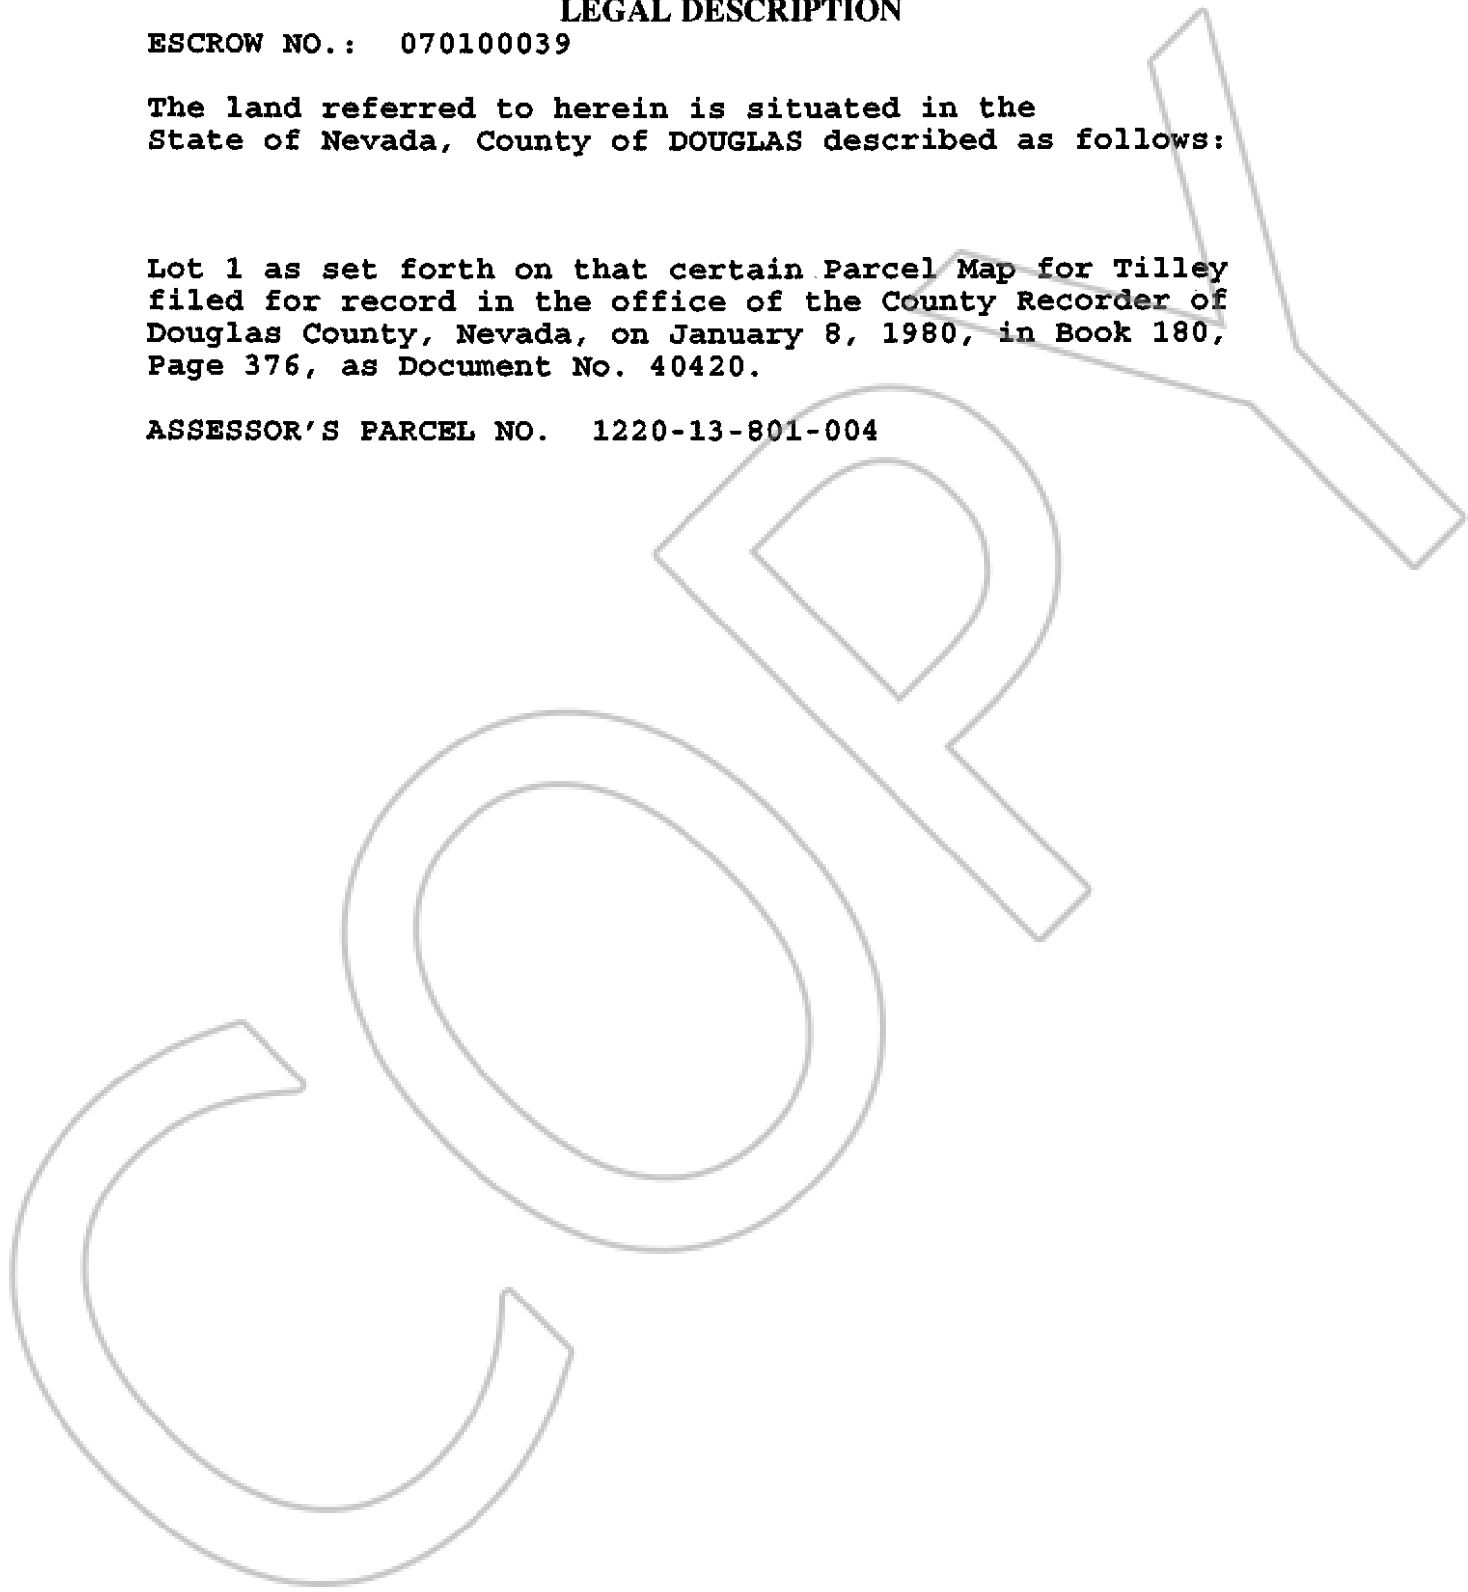 LEGAL DESCRIPTION
ESCROW NO.: 070100039
The land referred to herein is situated in the
State of Nevada, County of DOUGLAS described as follows:
Lot 1 as set forth on that certain Parcel Map for Tilley
filed for record in the office of the County Recorder of
Douglas County, Nevada, on January 8, 1980, in Book 180,
Page 376, as Document No. 40420.
ASSESSOR'S PARCEL NO. 1220-13-801-004
COPY